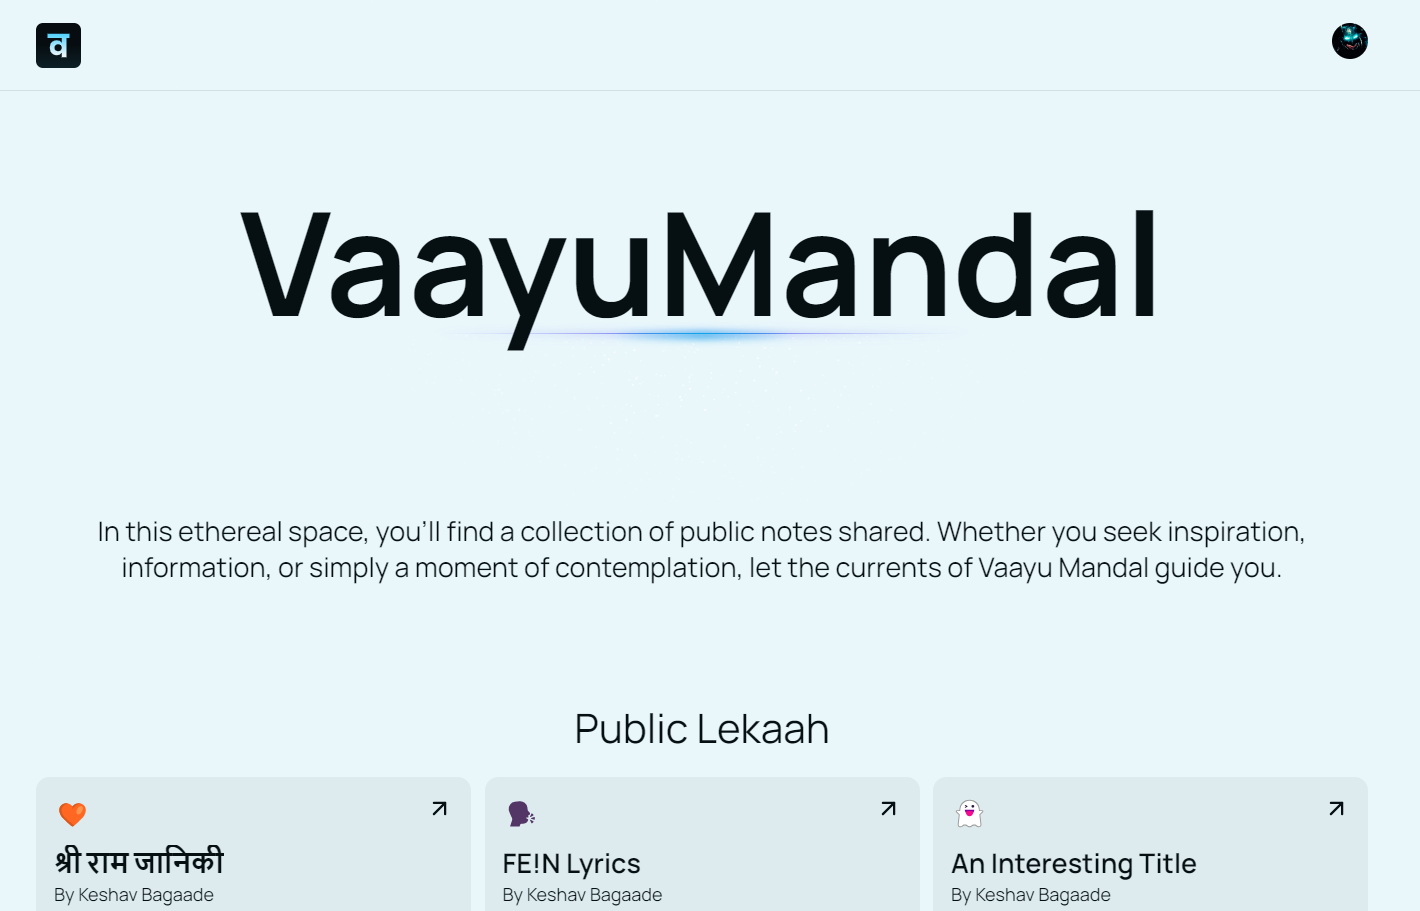 व
VaayuMandal
In this ethereal space, you'll find a collection of public notes shared. Whether you seek inspiration,
information, or simply a moment of contemplation, let the currents of Vaayu Mandal guide you.
Public Lekaah
श्री राम जानिकी
By Keshav Bagaade
FE!N Lyrics
By Keshav Bagaade
An Interesting Title
By Keshav Bagaade